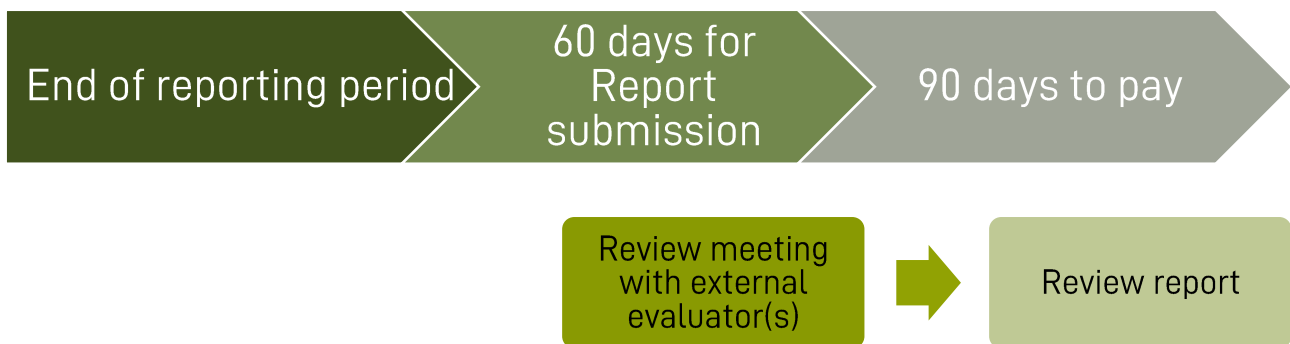 End of reporting period
60 days for
Report
submission
90 days to pay
Review meeting
with external
evaluator(s)
Review report